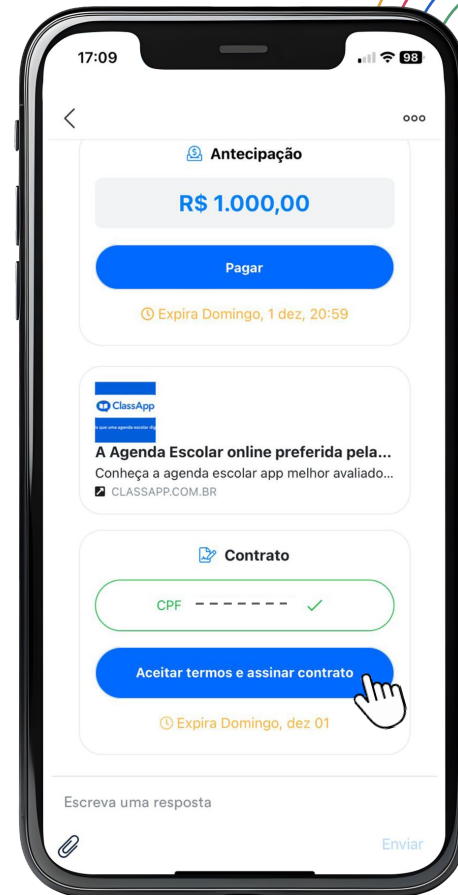 17:09
98
Antecipação
R$ 1.000,00
Pagar
Expira Domingo, 1 dez, 20:59
ClassApp
A Agenda Escolar online preferida pela...
Conheça a agenda escolar app melhor avaliado...
CLASSAPP.COM.BR
Contrato
CPF -------
Aceitar termos e assinar contrato
Expira Domingo, dez 01
Escreva uma resposta
Enviar